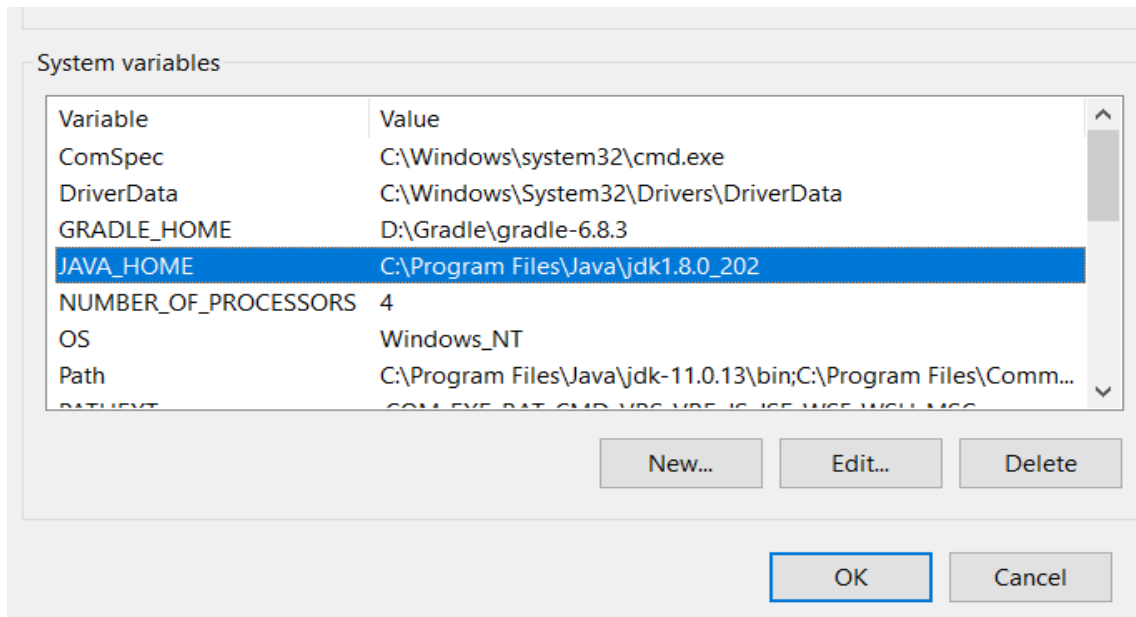 System variables
Variable Value
ComSpec C:\Windows\system32\cmd.exe
DriverData C:\Windows\System32\Drivers\DriverData
GRADLE_HOME D:\Gradle\gradle-6.8.3
JAVA_HOME C:\Program Files\Java\jdk1.8.0_202
NUMBER_OF_PROCESSORS 4
OS Windows_NT
Path C:\Program Files\Java\jdk-11.0.13\bin;C:\Program Files\Comm...
New... Edit... Delete
OK Cancel